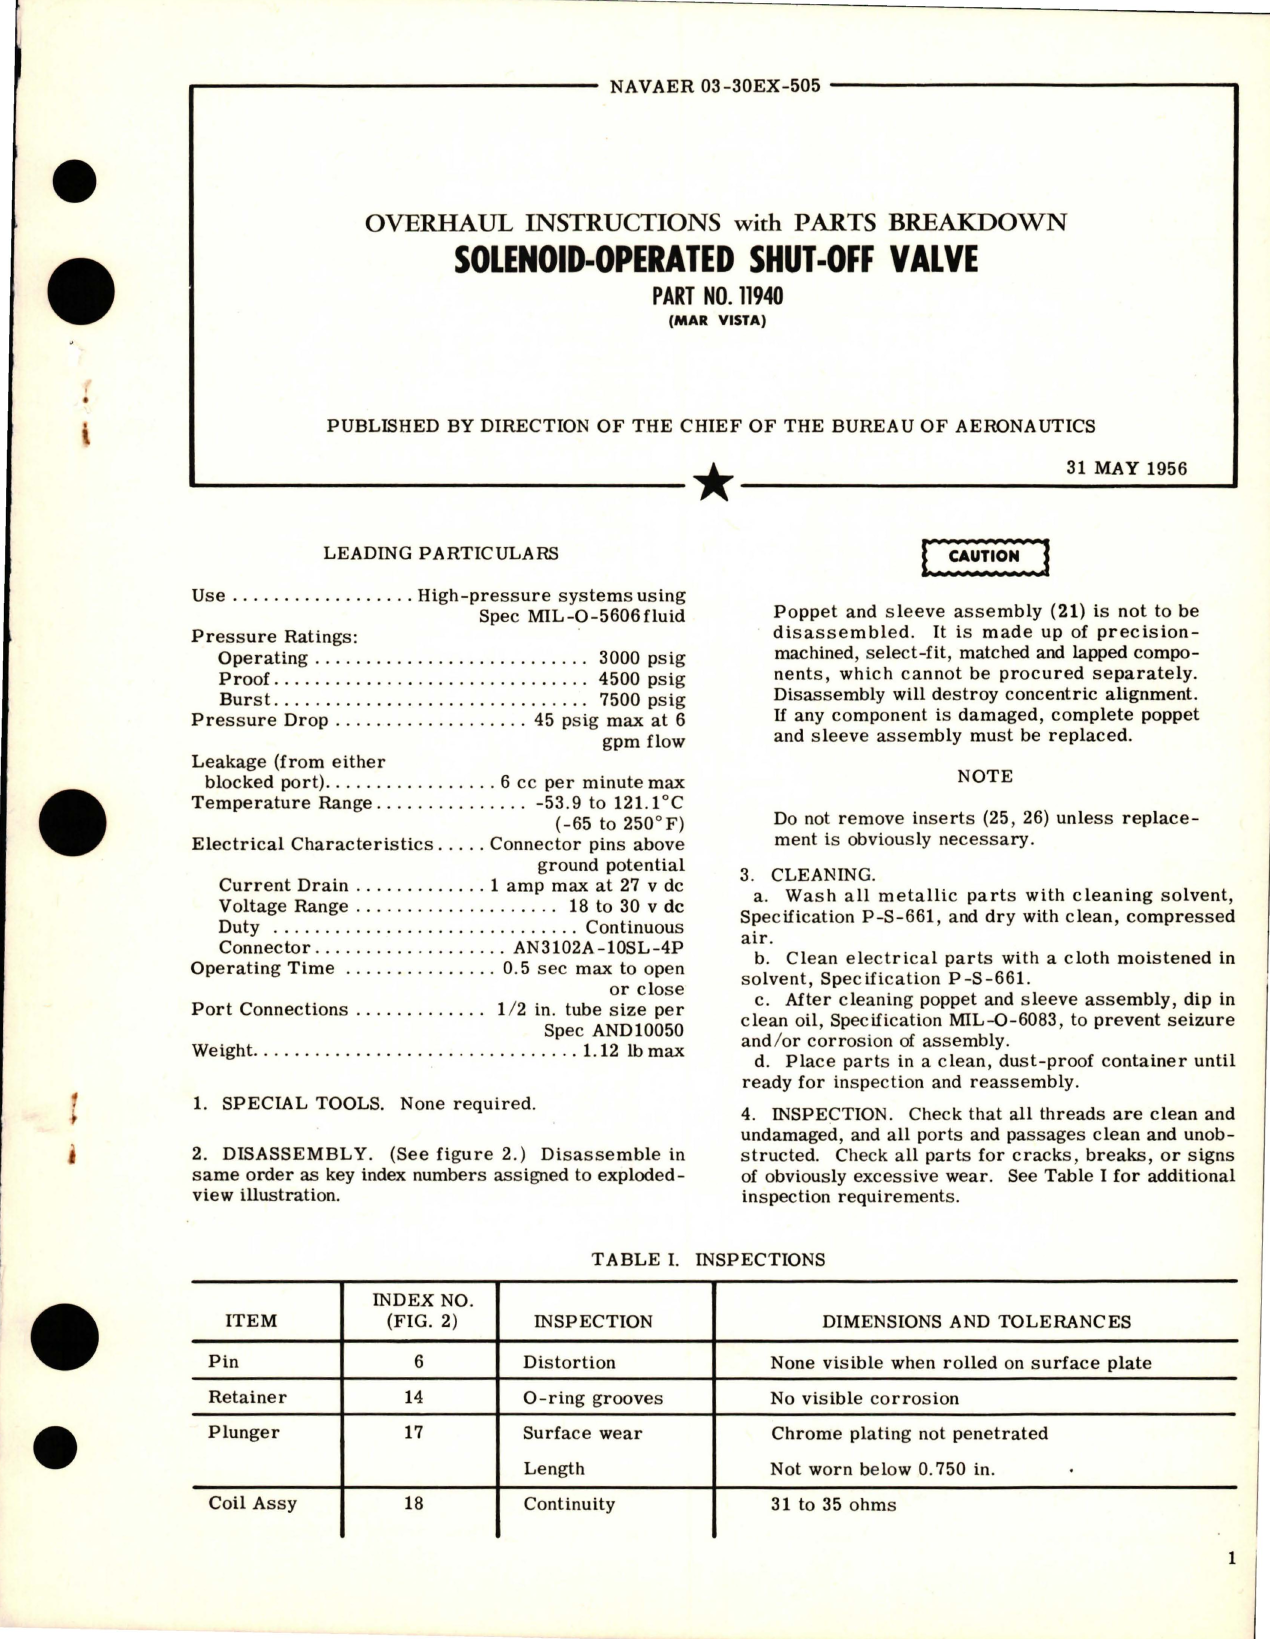 NAVAER 03-30EX-505
OVERHAUL INSTRUCTIONS with PARTS BREAKDOWN
SOLENOID-OPERATED SHUT-OFF VALVE
PART NO. 11940
(MAR VISTA)
PUBLISHED BY DIRECTION OF THE CHIEF OF THE BUREAU OF AERONAUTICS
31 MAY 1956
LEADING PARTICULARS
Use .................. High-pressure systems using
Spec MIL-O-5606 fluid
Pressure Ratings:
Operating ........................... 3000 psig
Proof............................... 4500 psig
Burst............................... 7500 psig
Pressure Drop ................... 45 psig max at 6
gpm flow
Leakage (from either
blocked port)................. 6 cc per minute max
Temperature Range............... -53.9 to 121.1°C
(-65 to 250°F)
Electrical Characteristics..... Connector pins above
ground potential
Current Drain ............. 1 amp max at 27 v dc
Voltage Range .................... 18 to 30 v dc
Duty .............................. Continuous
Connector................... AN3102A-10SL-4P
Operating Time ............... 0.5 sec max to open
or close
Port Connections ............. 1/2 in. tube size per
Spec AND10050
Weight................................ 1.12 lb max
1. SPECIAL TOOLS. None required.
2. DISASSEMBLY. (See figure 2.) Disassemble in
same order as key index numbers assigned to exploded-
view illustration.
CAUTION
Poppet and sleeve assembly (21) is not to be
disassembled. It is made up of precision-
machined, select-fit, matched and lapped compo-
nents, which cannot be procured separately.
Disassembly will destroy concentric alignment.
If any component is damaged, complete poppet
and sleeve assembly must be replaced.
NOTE
Do not remove inserts (25, 26) unless replace-
ment is obviously necessary.
3. CLEANING.
a. Wash all metallic parts with cleaning solvent,
Specification P-S-661, and dry with clean, compressed
air.
b. Clean electrical parts with a cloth moistened in
solvent, Specification P-S-661.
c. After cleaning poppet and sleeve assembly, dip in
clean oil, Specification MIL-O-6083, to prevent seizure
and/or corrosion of assembly.
d. Place parts in a clean, dust-proof container until
ready for inspection and reassembly.
4. INSPECTION. Check that all threads are clean and
undamaged, and all ports and passages clean and unob-
structed. Check all parts for cracks, breaks, or signs
of obviously excessive wear. See Table I for additional
inspection requirements.
TABLE I. INSPECTIONS
ITEM INDEX NO. (FIG. 2) INSPECTION DIMENSIONS AND TOLERANCES
Pin 6 Distortion None visible when rolled on surface plate
Retainer 14 O-ring grooves No visible corrosion
Plunger 17 Surface wear Chrome plating not penetrated
Length Not worn below 0.750 in.
Coil Assy 18 Continuity 31 to 35 ohms
1